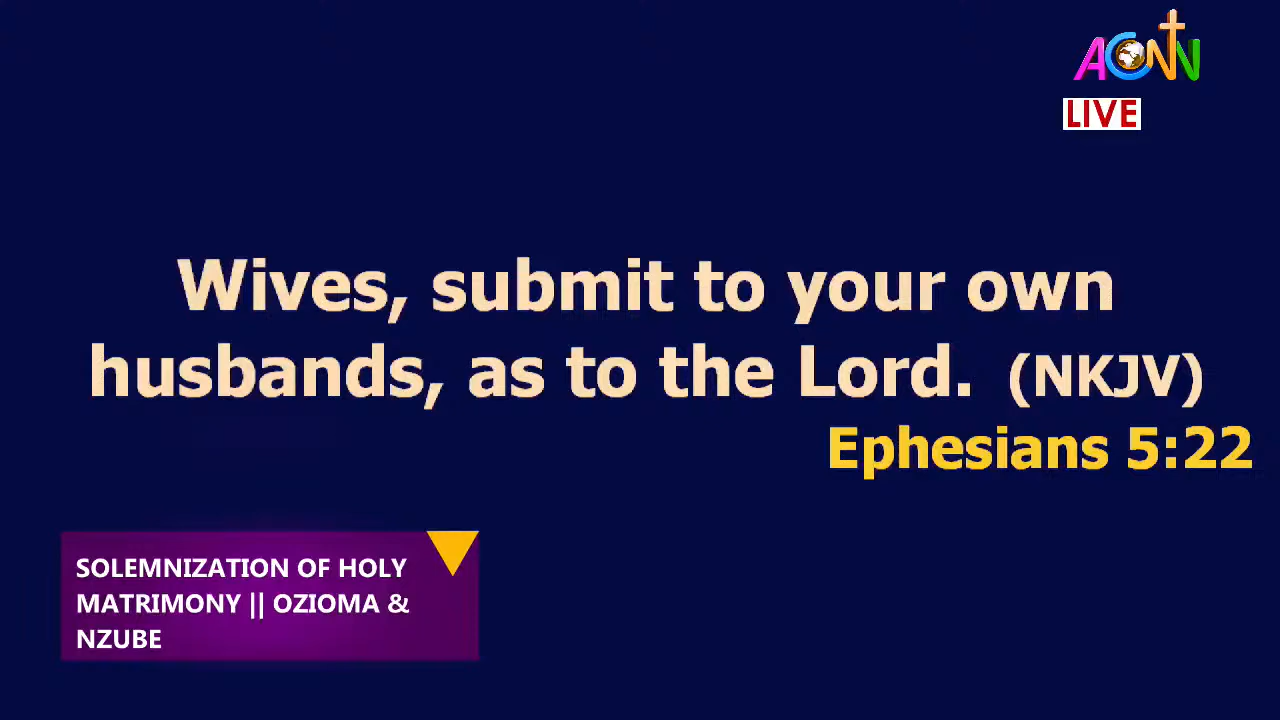 ACNN
LIVE
Wives, submit to your own
husbands, as to the Lord. (NKJV)
Ephesians 5:22
SOLEMNIZATION OF HOLY
MATRIMONY || OZIOMA &
NZUBE